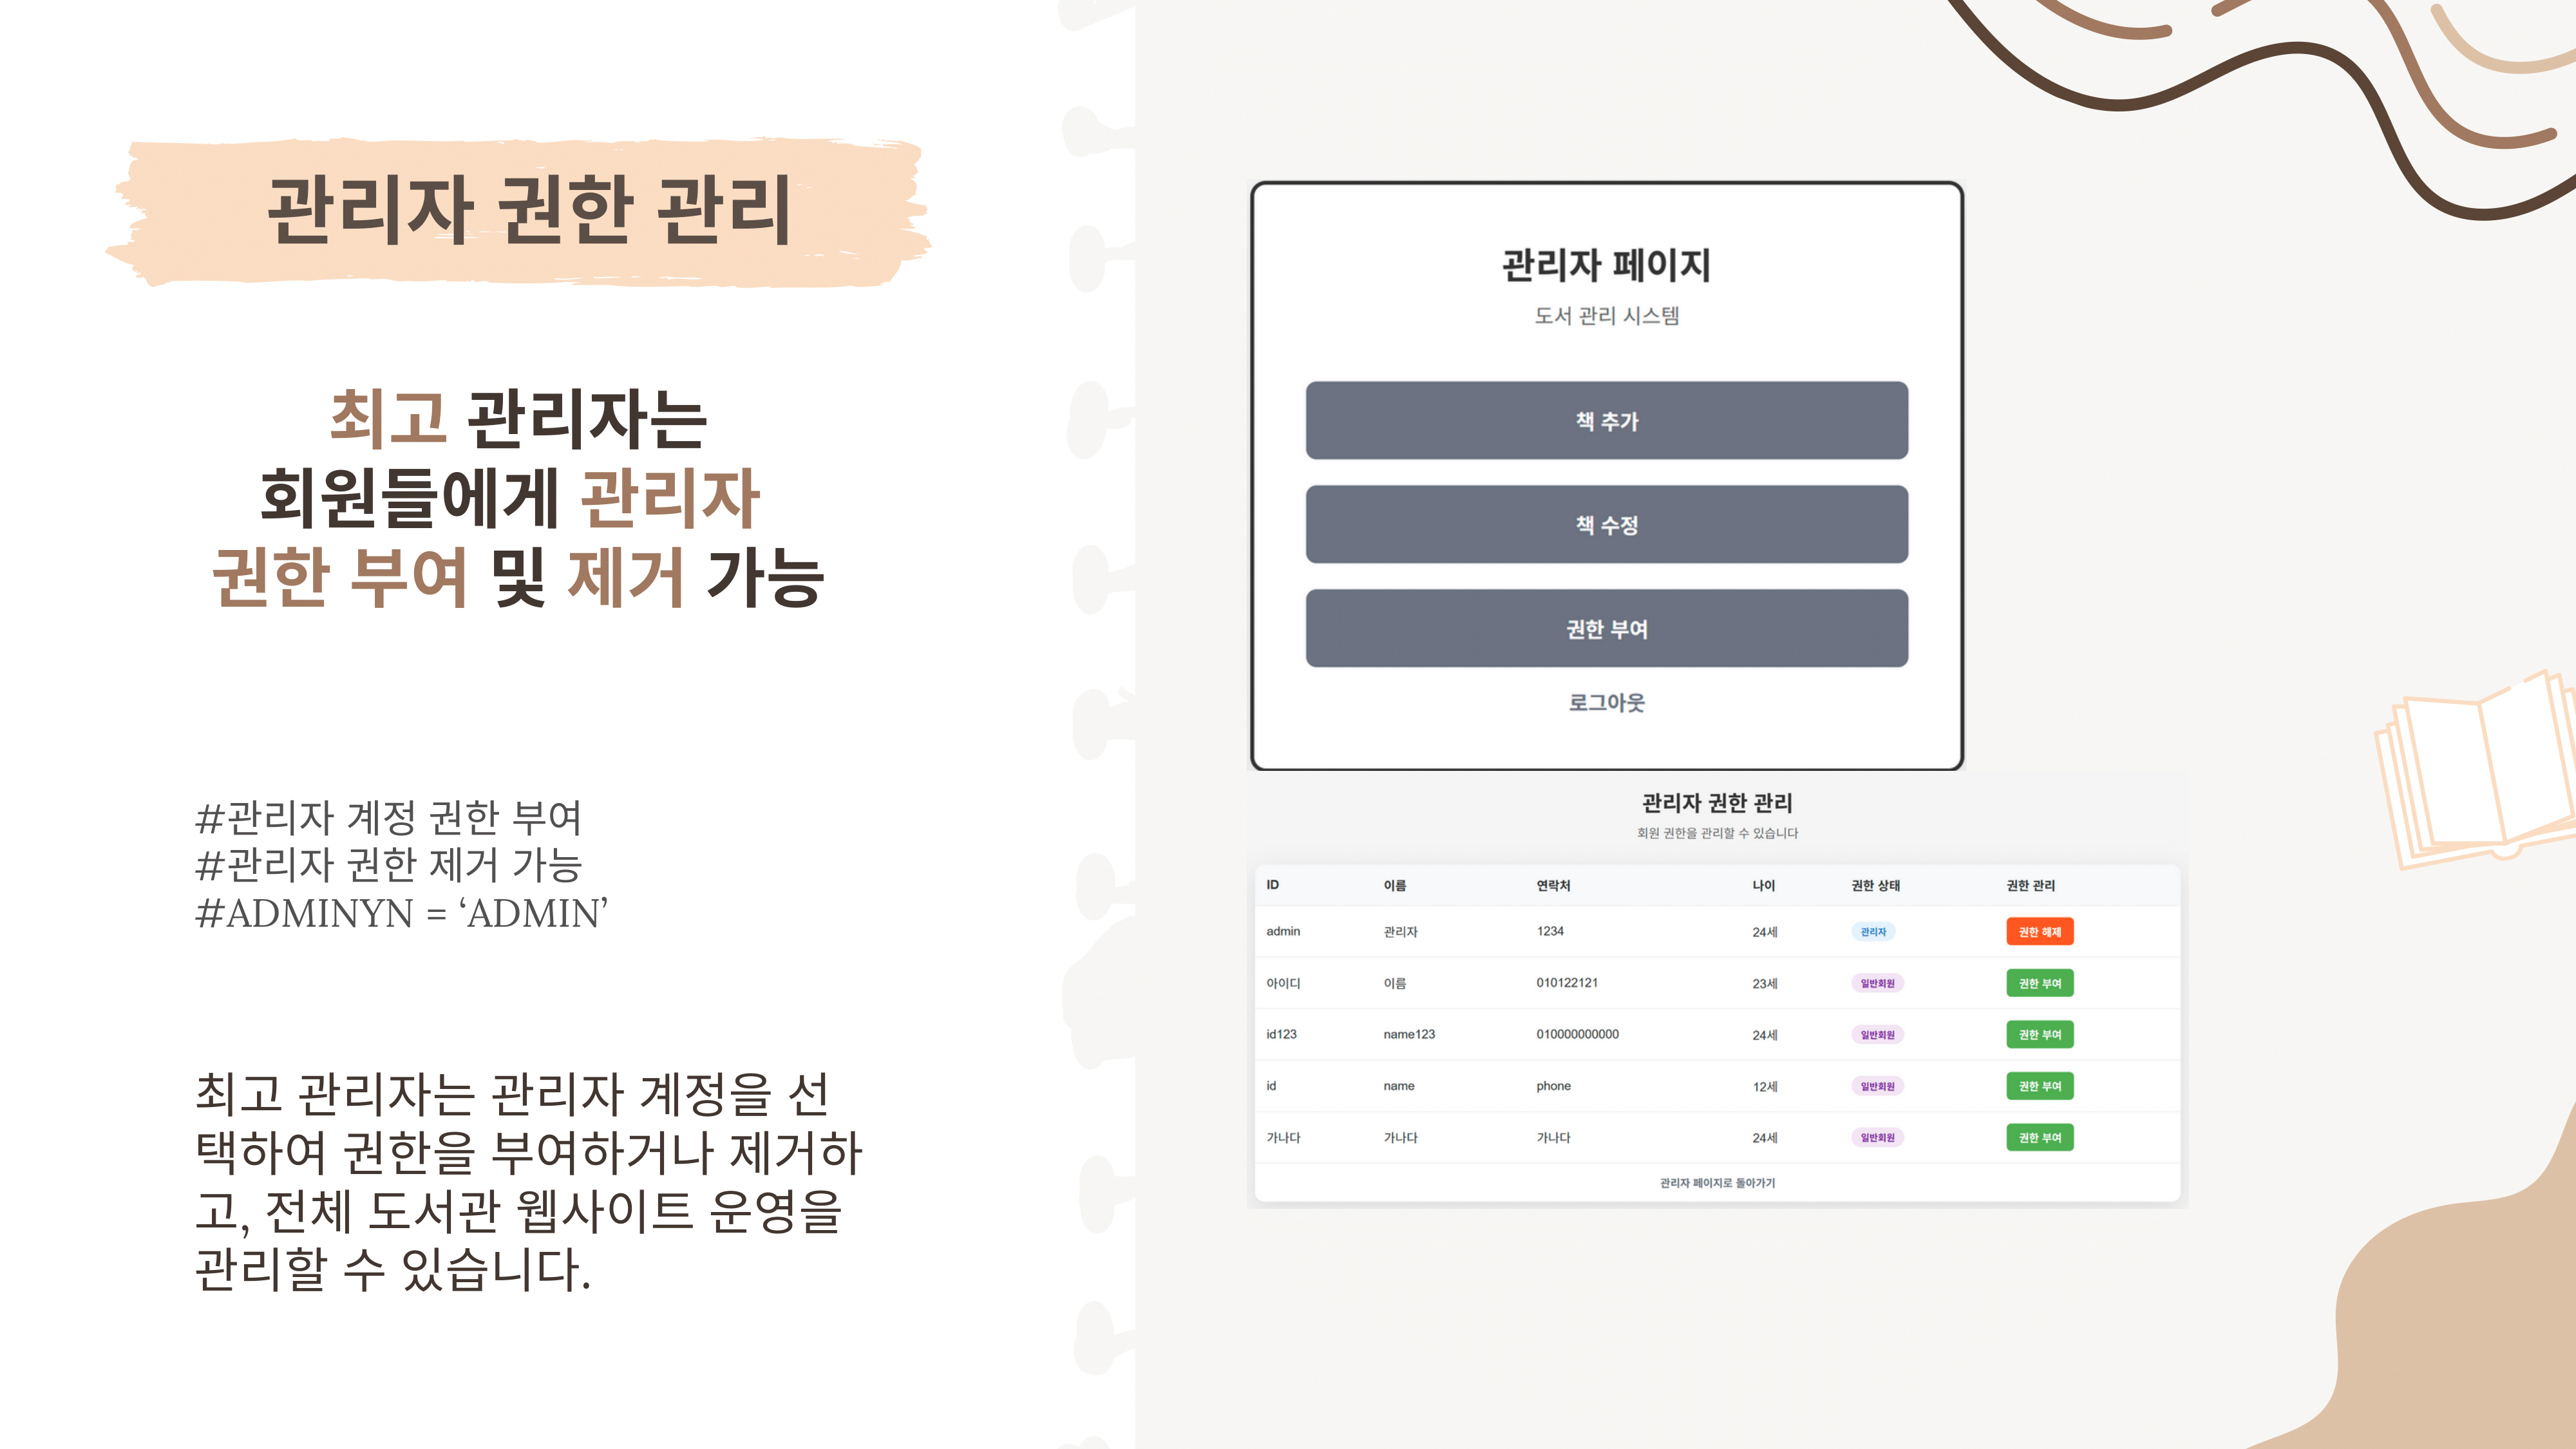 관리자 권한 관리
최고 관리자는
회원들에게 관리자
권한 부여 및 제거 가능
#관리자 계정 권한 부여
#관리자 권한 제거 가능
#ADMINYN = ‘ADMIN’
최고 관리자는 관리자 계정을 선
택하여 권한을 부여하거나 제거하
고, 전체 도서관 웹사이트 운영을
관리할 수 있습니다.
관리자 페이지
도서 관리 시스템
책 추가
책 수정
권한 부여
로그아웃
관리자 권한 관리
회원 권한을 관리할 수 있습니다
ID 이름 연락처 나이 권한 상태 권한 관리
admin 관리자 1234 24세 관리자 권한 해제
아이디 이름 010122121 23세 일반회원 권한 부여
id123 name123 010000000000 24세 일반회원 권한 부여
id name phone 12세 일반회원 권한 부여
가나다 가나다 가나다 24세 일반회원 권한 부여
관리자 페이지로 돌아가기